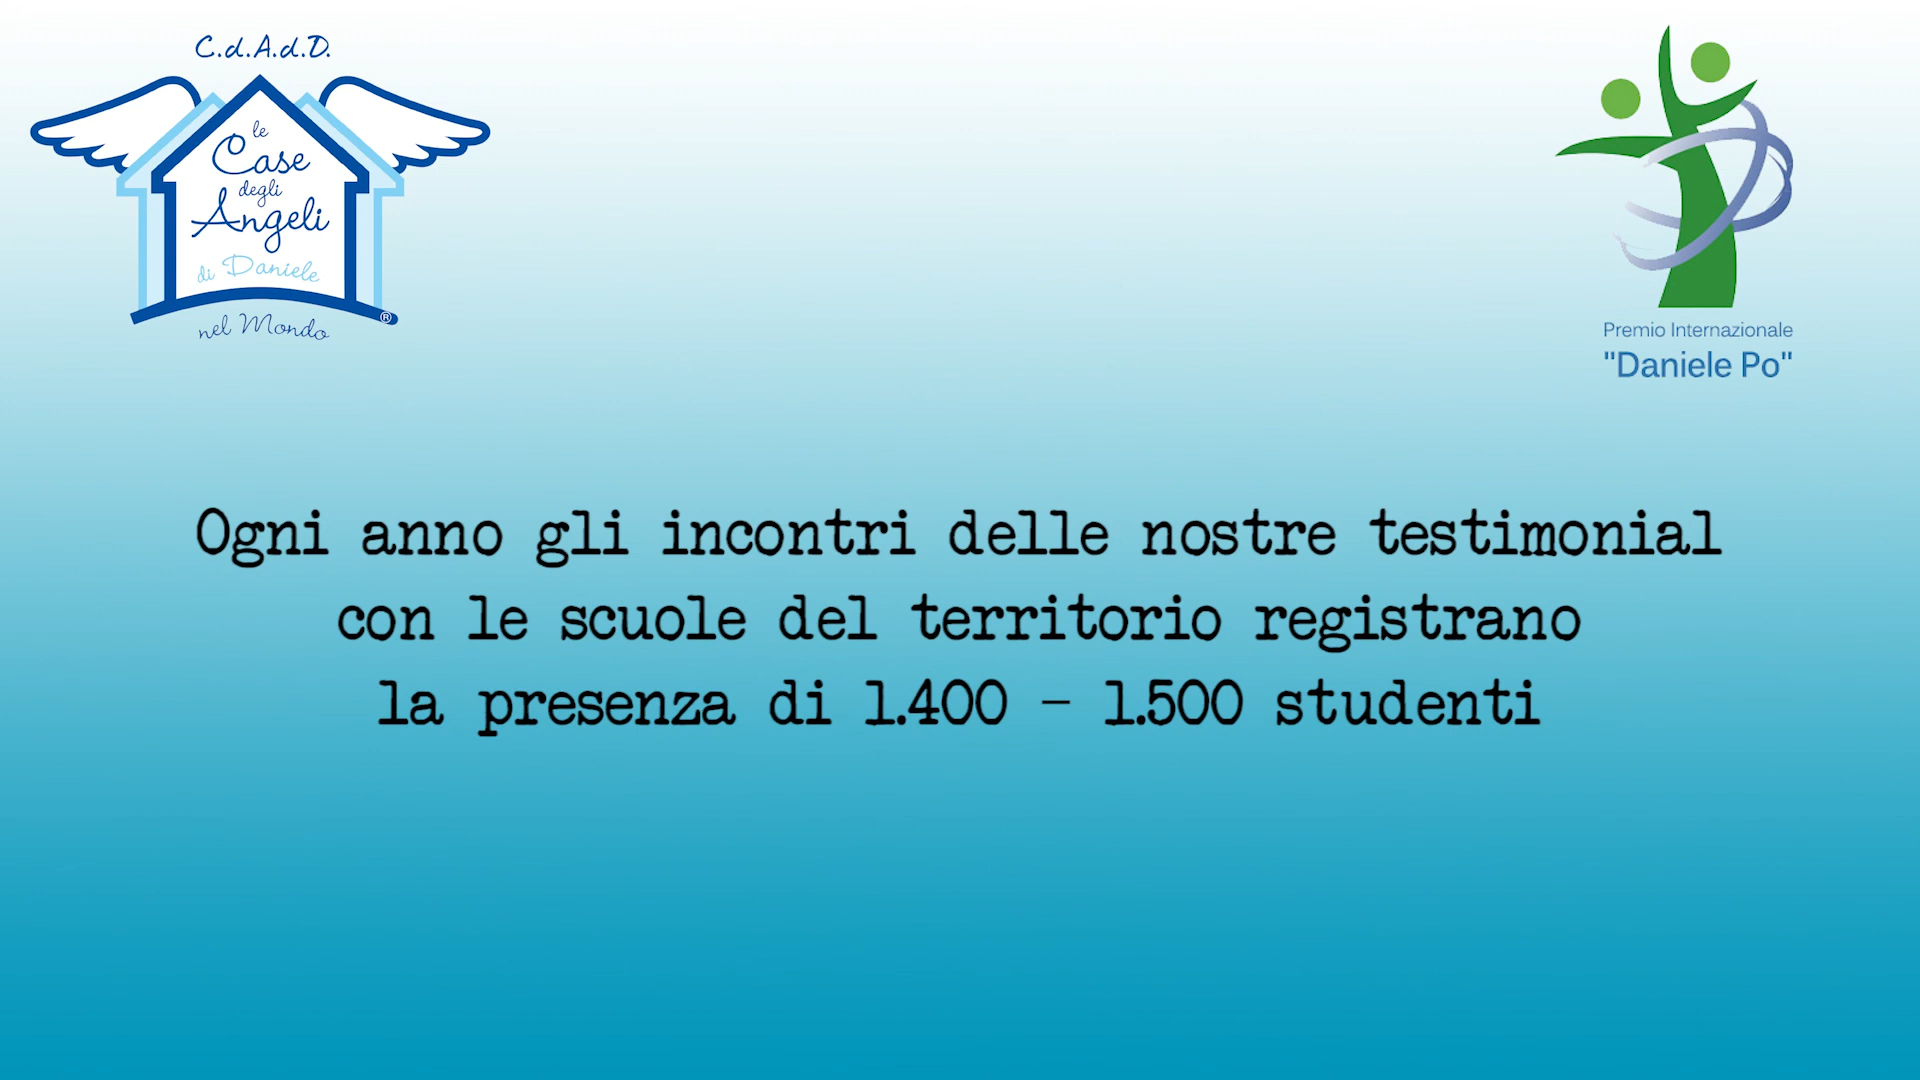 C.d.A.d.D.
le
Case
degli
Angeli
di Daniele
nel Mondo
®
Premio Internazionale
"Daniele Po"
Ogni anno gli incontri delle nostre testimonial
con le scuole del territorio registrano
la presenza di 1.400 - 1.500 studenti